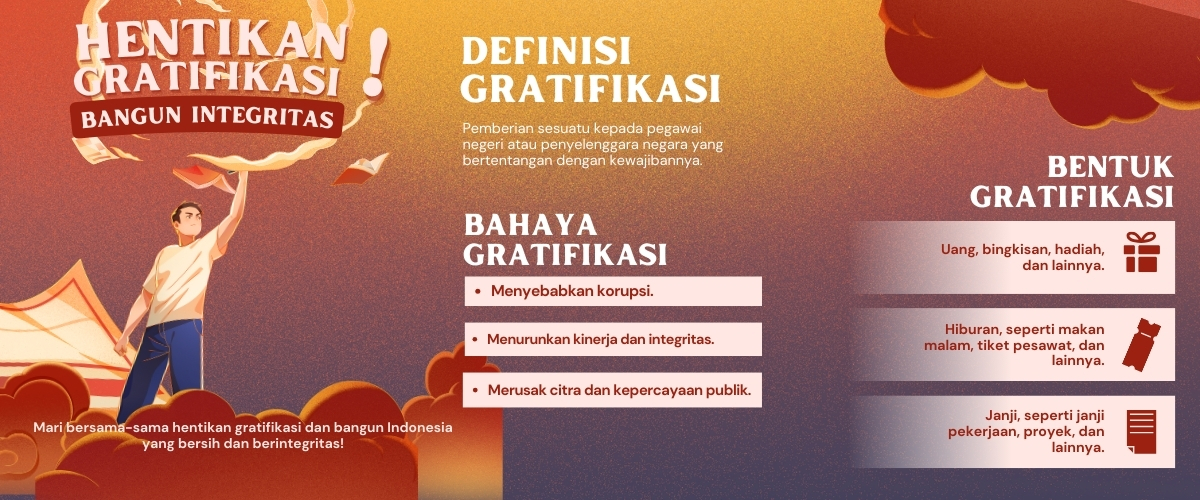 HENTIKAN
GRATIFIKASI !
BANGUN INTEGRITAS
Mari bersama-sama hentikan gratifikasi dan bangun Indonesia
yang bersih dan berintegritas!
DEFINISI
GRATIFIKASI
Pemberian sesuatu kepada pegawai
negeri atau penyelenggara negara yang
bertentangan dengan kewajibannya.
BAHAYA
GRATIFIKASI
• Menyebabkan korupsi.
• Menurunkan kinerja dan integritas.
• Merusak citra dan kepercayaan publik.
BENTUK
GRATIFIKASI
Uang, bingkisan, hadiah,
dan lainnya.
Hiburan, seperti makan
malam, tiket pesawat, dan
lainnya.
Janji, seperti janji
pekerjaan, proyek, dan
lainnya.